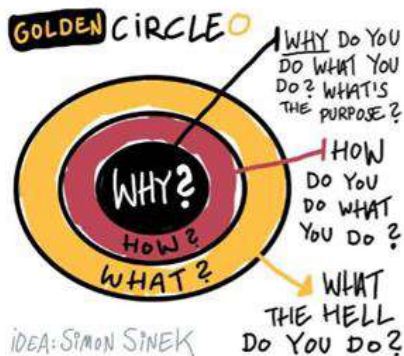 GOLDEN CIRCLE
WHY DO YOU
DO WHAT YOU
DO? WHAT'S
THE PURPOSE?
WHY?
HOW?
WHAT?
HOW
DO YOU
DO WHAT
YOU DO?
WHAT
THE HELL
DO YOU DO?
IDEA: SIMON SINEK